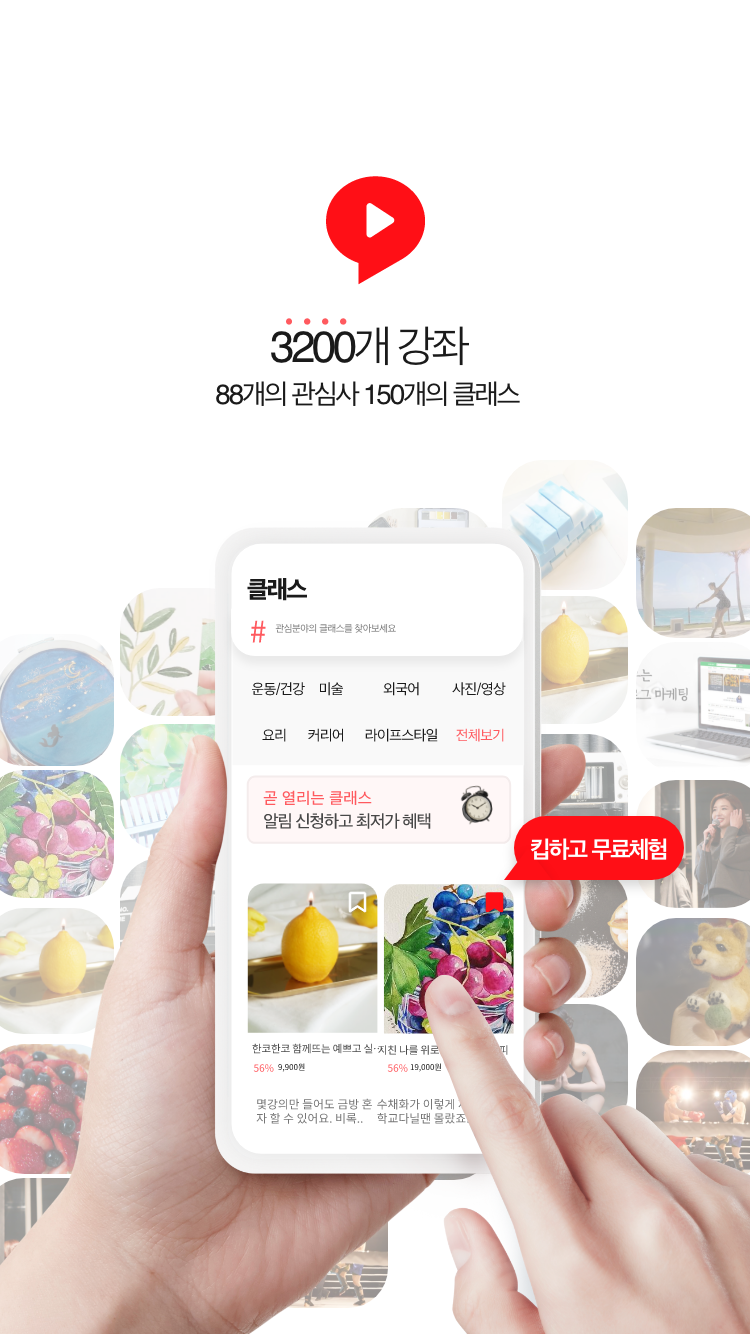 3200개 강좌
88개의 관심사 150개의 클래스
클래스
# 관심분야의 클래스를 찾아보세요
운동/건강 미술 외국어 사진/영상
요리 커리어 라이프스타일 전체보기
곧 열리는 클래스
알림 신청하고 최저가 혜택
킵하고 무료체험
한코한코 함께뜨는 예쁘고 실··
56% 9,900원
몇강의만 들어도 금방 혼
자 할 수 있어요. 비록..
지친 나를 위로
56% 19,000원
수채화가 이렇게
학교다닐땐 몰랐죠.
는
마케팅